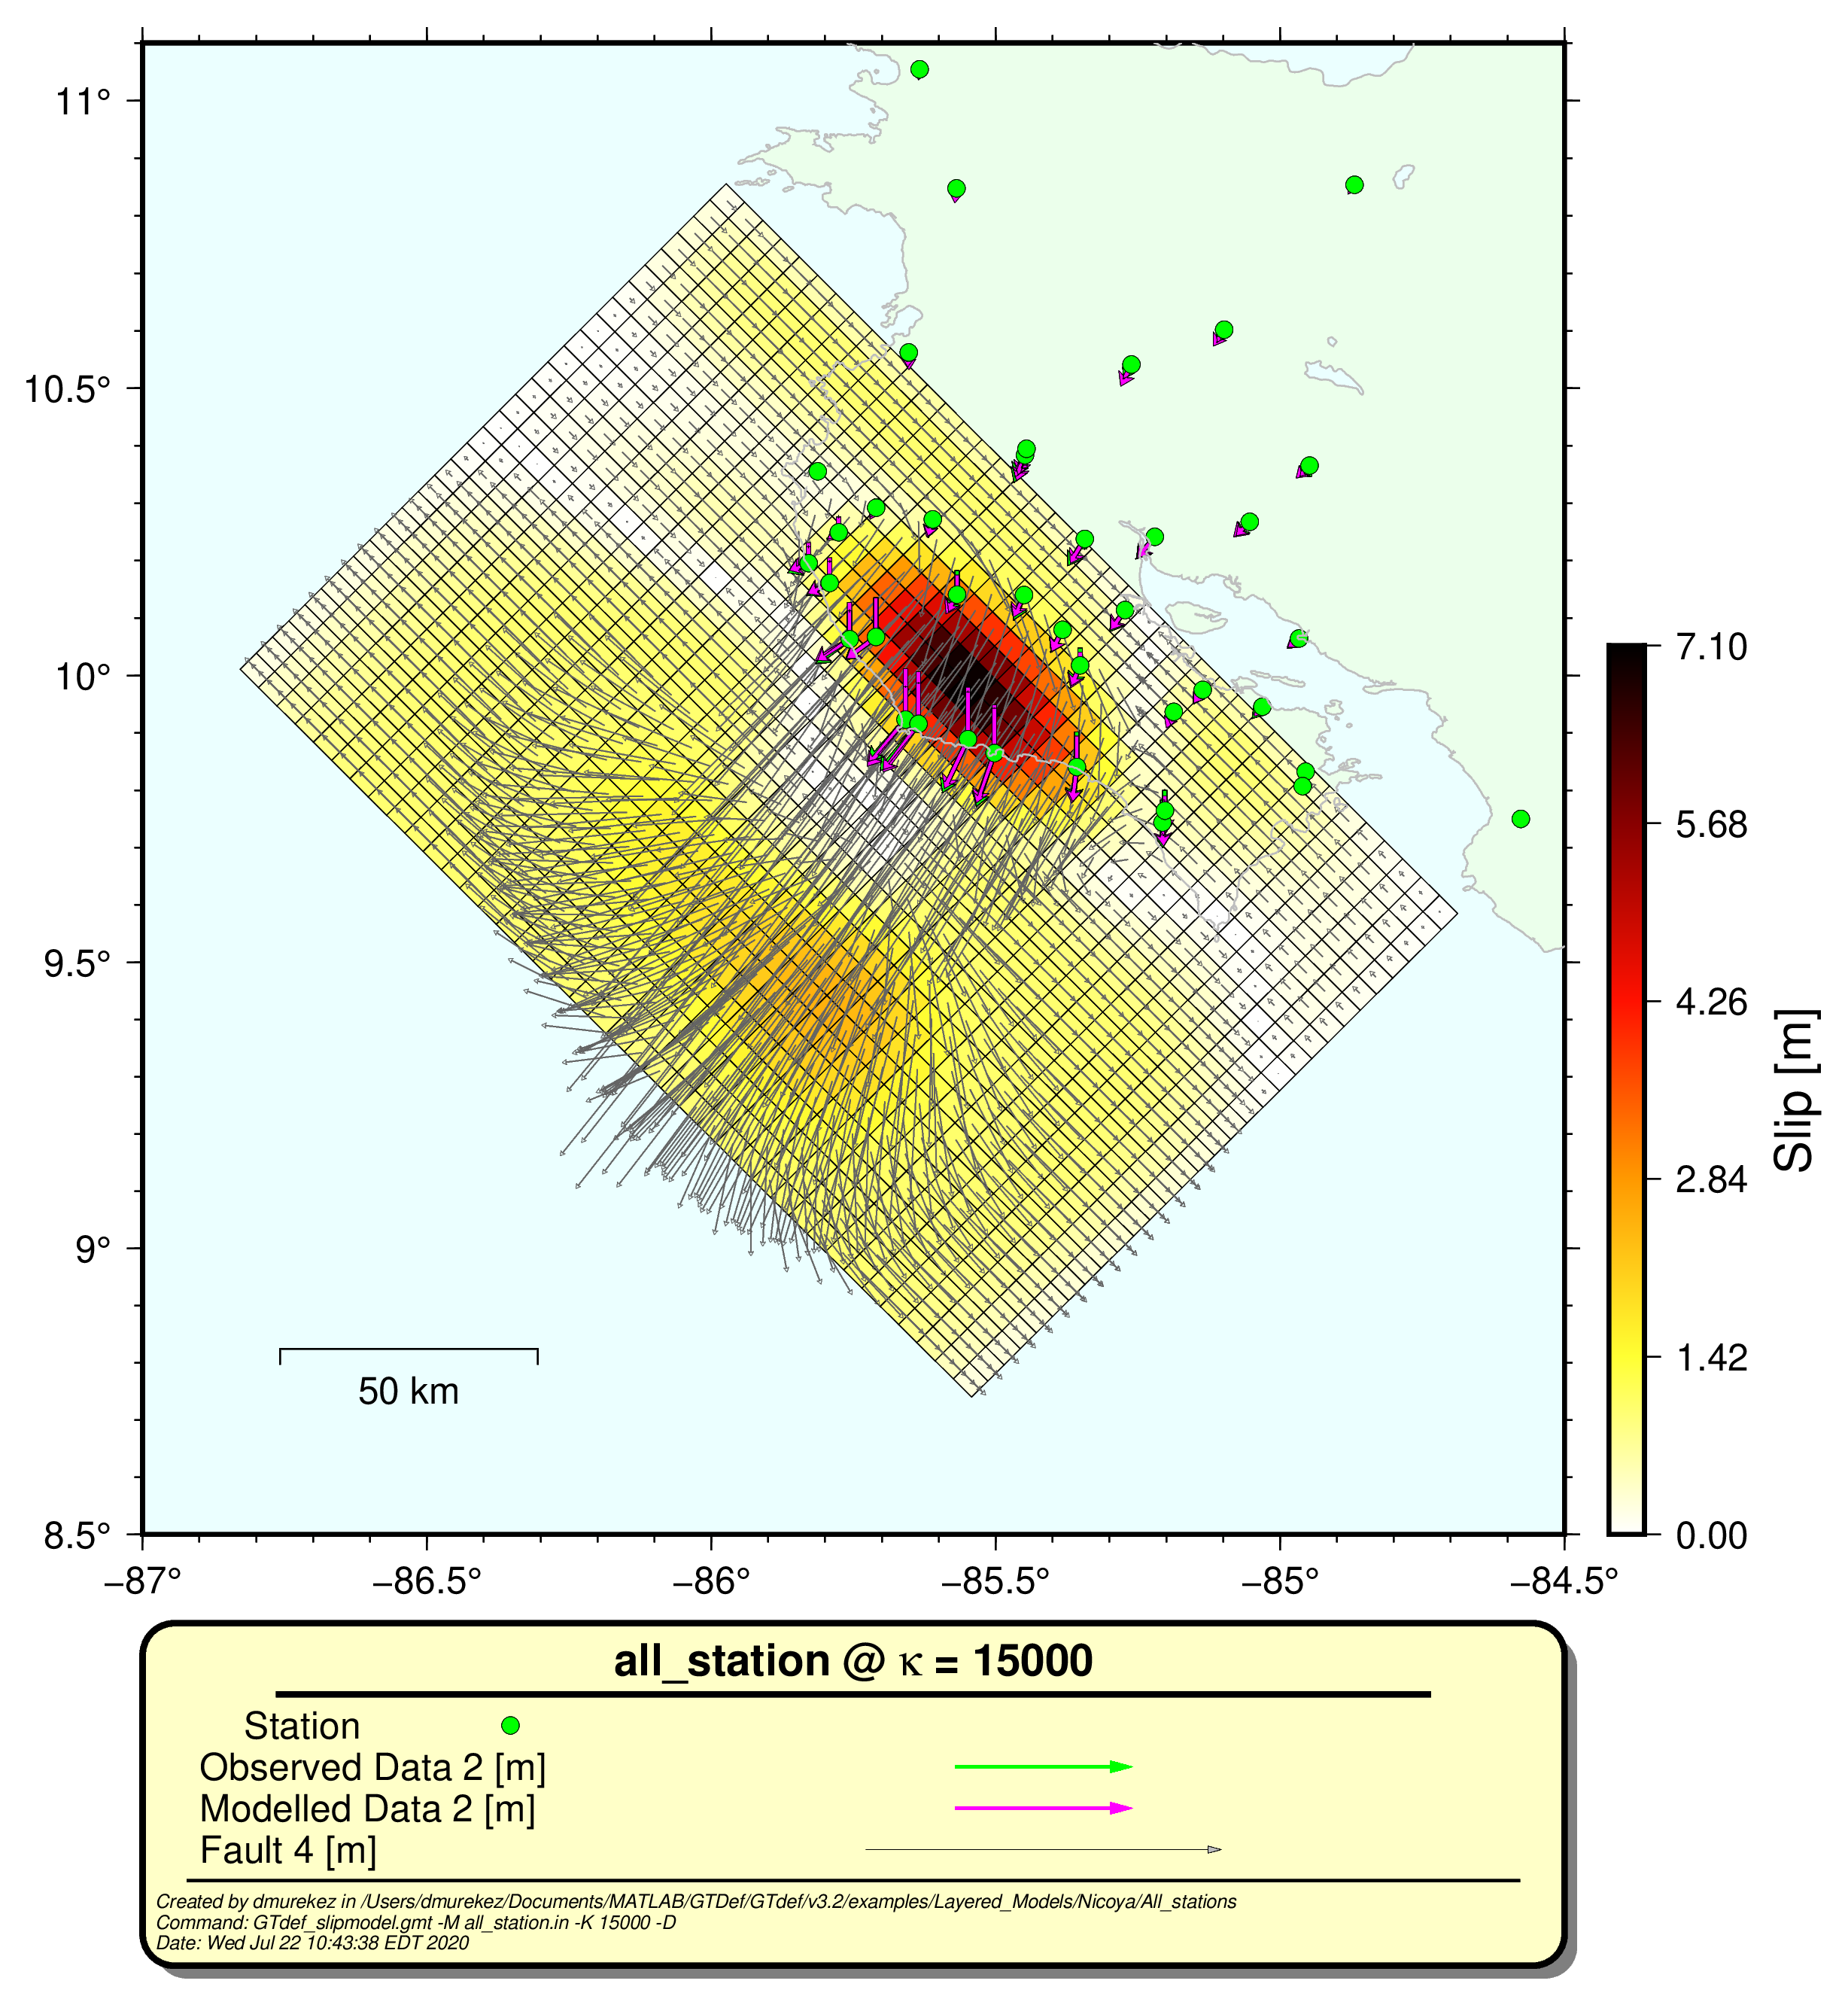 11°
10.5°
10°
9.5°
9°
8.5°
−87°
−86.5°
−86°
−85.5°
−85°
−84.5°
50 km
7.10
5.68
4.26
2.84
1.42
0.00
Slip [m]
all_station @ κ = 15000
Station
Observed Data 2 [m]
Modelled Data 2 [m]
Fault 4 [m]
Created by dmurekez in /Users/dmurekez/Documents/MATLAB/GTDef/GTdef/v3.2/examples/Layered_Models/Nicoya/All_stations
Command: GTdef_slipmodel.gmt -M all_station.in -K 15000 -D
Date: Wed Jul 22 10:43:38 EDT 2020